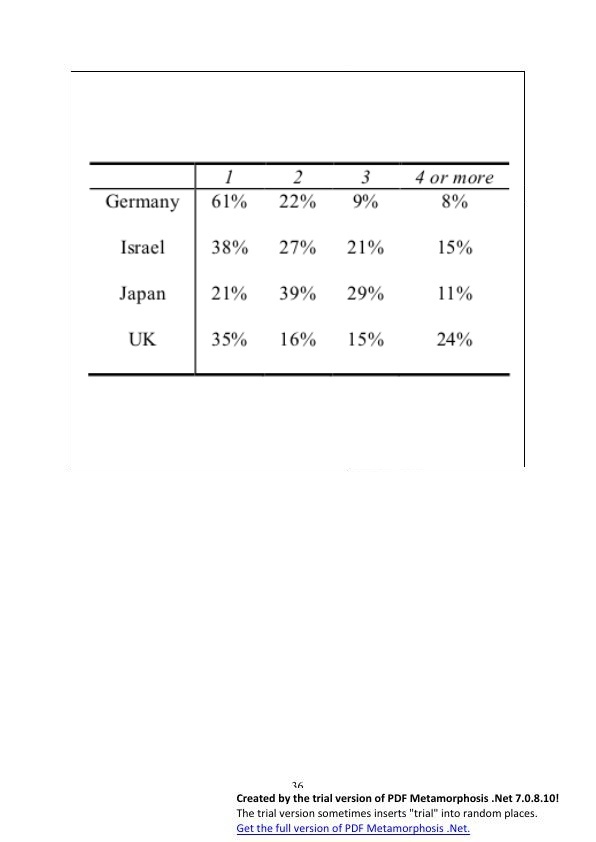 1 2 3 4 or more
Germany 61% 22% 9% 8%
Israel 38% 27% 21% 15%
Japan 21% 39% 29% 11%
UK 35% 16% 15% 24%
36
Created by the trial version of PDF Metamorphosis .Net 7.0.8.10!
The trial version sometimes inserts "trial" into random places.
Get the full version of PDF Metamorphosis .Net.